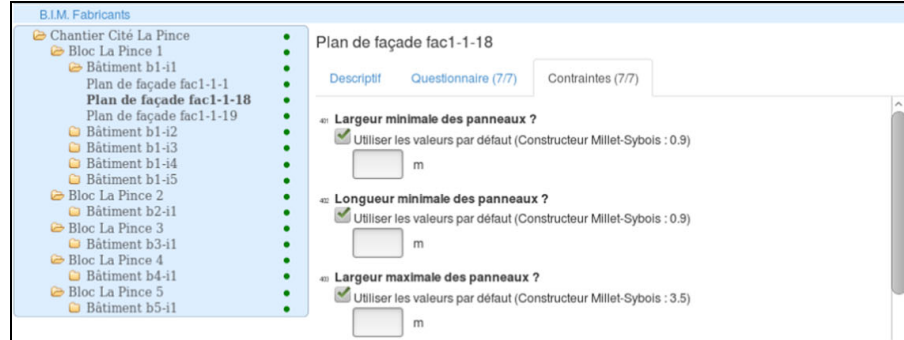 B.I.M. Fabricants
Chantier Cité La Pince
Bloc La Pince 1
Bâtiment b1-i1
Plan de façade fac1-1-1
Plan de façade fac1-1-18
Plan de façade fac1-1-19
Bâtiment b1-i2
Bâtiment b1-i3
Bâtiment b1-i4
Bâtiment b1-i5
Bloc La Pince 2
Bâtiment b2-i1
Bloc La Pince 3
Bâtiment b3-i1
Bloc La Pince 4
Bâtiment b4-i1
Bloc La Pince 5
Bâtiment b5-i1
Plan de façade fac1-1-18
Descriptif Questionnaire (7/7) Contraintes (7/7)
401 Largeur minimale des panneaux ?
Utiliser les valeurs par défaut (Constructeur Millet-Sybois : 0.9)
m
402 Longueur minimale des panneaux ?
Utiliser les valeurs par défaut (Constructeur Millet-Sybois : 0.9)
m
403 Largeur maximale des panneaux ?
Utiliser les valeurs par défaut (Constructeur Millet-Sybois : 3.5)
m